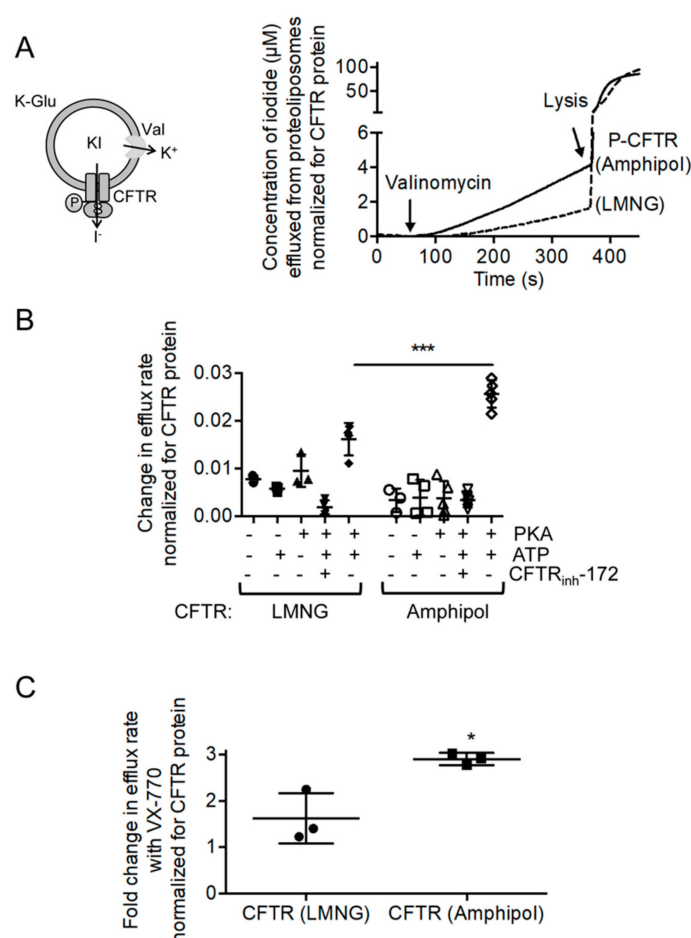 A
K-Glu
KI
Val
K⁺
P
CFTR
I⁻
Concentration of iodide (µM)
effluxed from proteoliposomes
normalized for CFTR protein
100
50
6
4
2
0
Valinomycin
Lysis
P-CFTR
(Amphipol)
(LMNG)
0 100 200 300 400
Time (s)
B
Change in efflux rate
normalized for CFTR protein
0.03
0.02
0.01
0.00
***
- - + + + - - + + + PKA
- + - + + - + - + + ATP
- - - + - - - - + - CFTRinh-172
CFTR: LMNG Amphipol
C
Fold change in efflux rate
with VX-770
normalized for CFTR protein
3
2
1
0
*
CFTR (LMNG) CFTR (Amphipol)